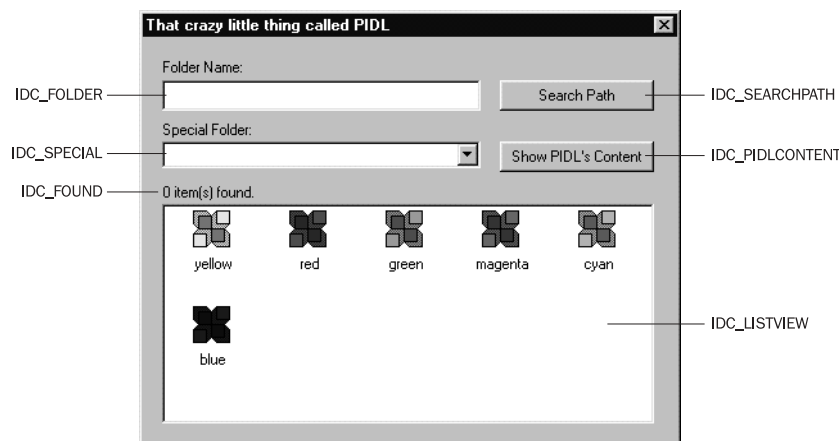 That crazy little thing called PIDL
Folder Name:
IDC_FOLDER
Search Path
IDC_SEARCHPATH
Special Folder:
IDC_SPECIAL
Show PIDL's Content
IDC_PIDLCONTENT
IDC_FOUND
0 item(s) found.
yellow
red
green
magenta
cyan
IDC_LISTVIEW
blue